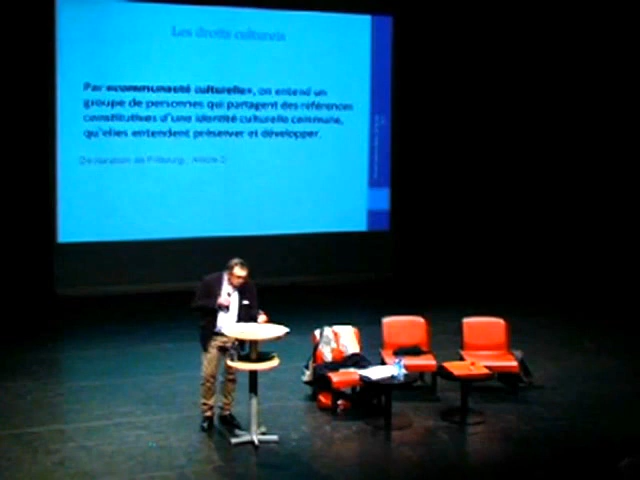 Les droits culturels
Par «communauté culturelle», on entend un
groupe de personnes qui partagent des références
constitutives d'une identité culturelle commune,
qu'elles entendent préserver et développer.
Déclaration de Fribourg : Article 2